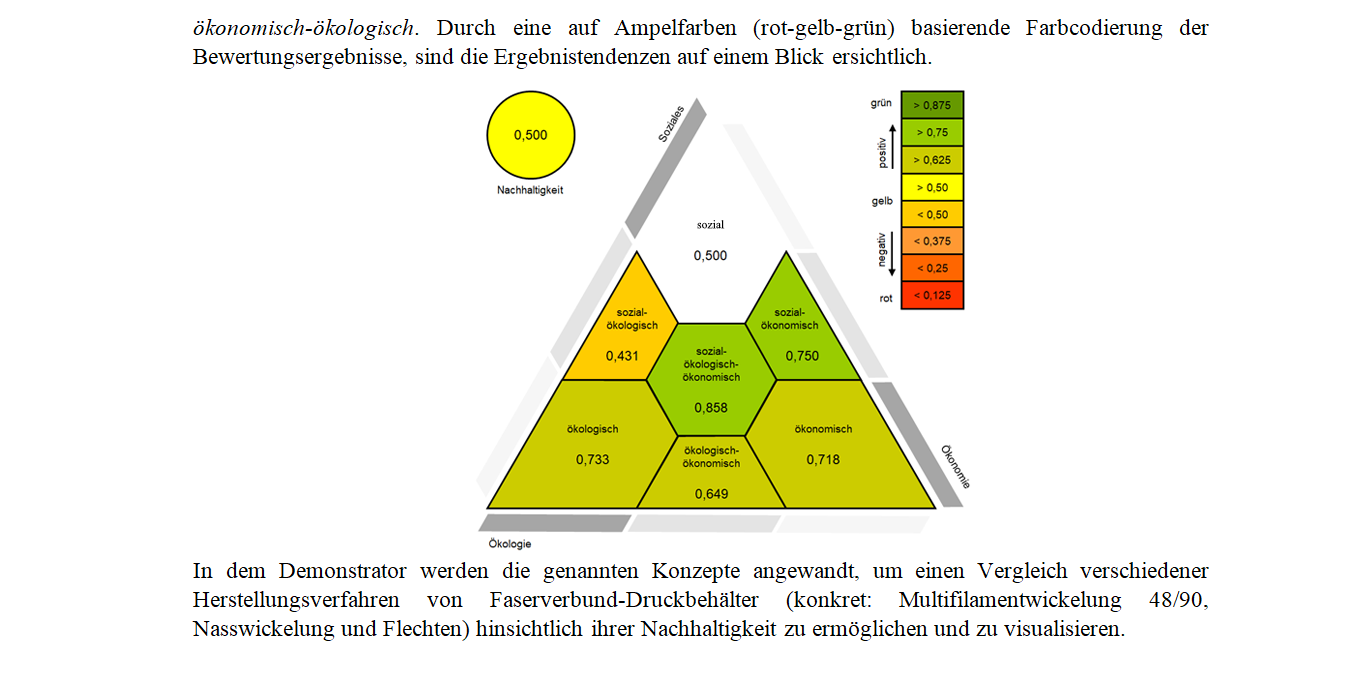 ökonomisch-ökologisch. Durch eine auf Ampelfarben (rot-gelb-grün) basierende Farbcodierung der
Bewertungsergebnisse, sind die Ergebnistendenzen auf einem Blick ersichtlich.
0,500
Nachhaltigkeit
Soziales
sozial
0,500
grün
> 0,875
> 0,75
positiv
> 0,625
> 0,50
gelb
< 0,50
< 0,375
negativ
< 0,25
rot
< 0,125
sozial-
ökologisch
0,431
sozial-
ökonomisch
0,750
sozial-
ökologisch-
ökonomisch
0,858
ökologisch
0,733
ökologisch-
ökonomisch
0,649
ökonomisch
0,718
Ökonomie
Ökologie
In dem Demonstrator werden die genannten Konzepte angewandt, um einen Vergleich verschiedener
Herstellungsverfahren von Faserverbund-Druckbehälter (konkret: Multifilamentwickelung 48/90,
Nasswickelung und Flechten) hinsichtlich ihrer Nachhaltigkeit zu ermöglichen und zu visualisieren.